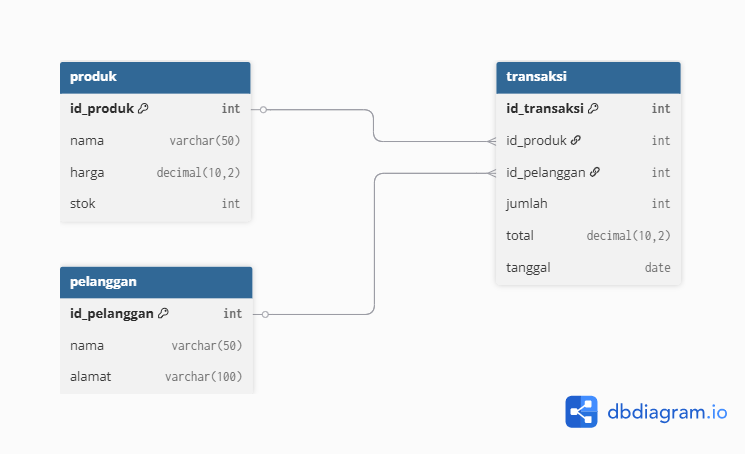 produk
id_produk int
nama varchar(50)
harga decimal(10,2)
stok int
pelanggan
id_pelanggan int
nama varchar(50)
alamat varchar(100)
transaksi
id_transaksi int
id_produk int
id_pelanggan int
jumlah int
total decimal(10,2)
tanggal date
dbdiagram.io